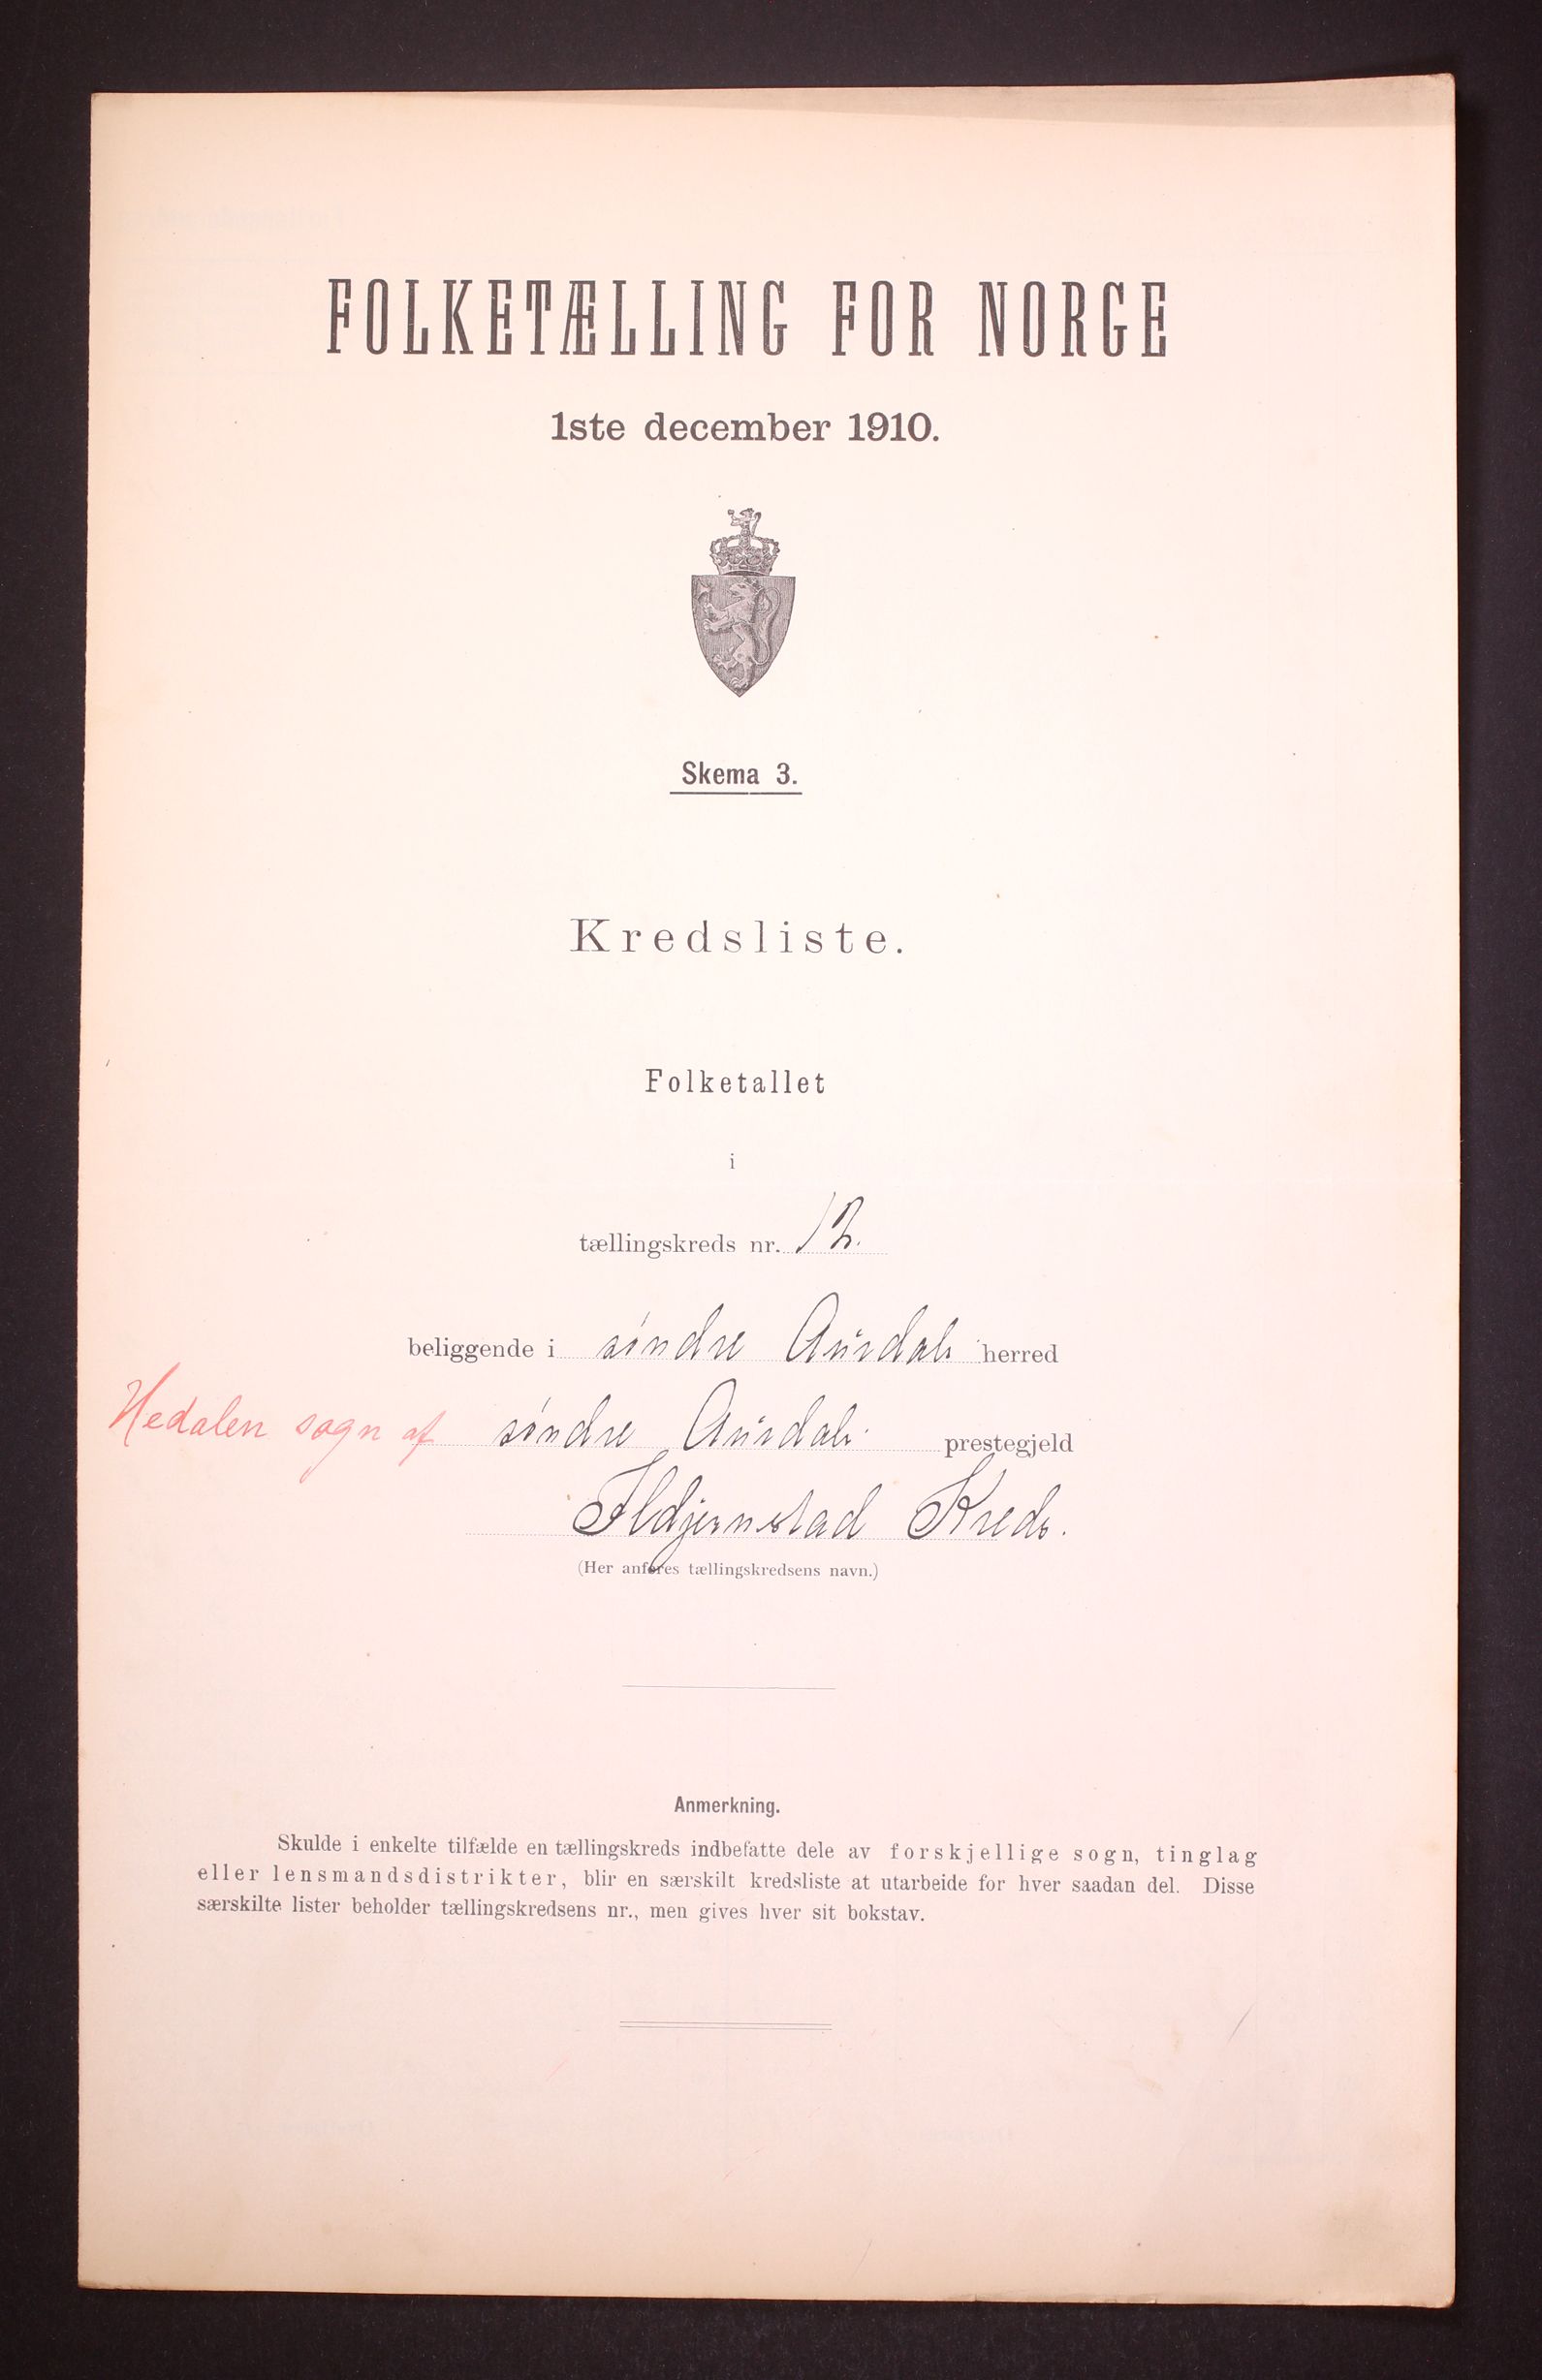 FOLKETÆLLING FOR NORGE
1ste december 1910.
Skema 3.
Kredsliste.
Folketallet
i
tællingskreds nr. 12.
beliggende i søndre Aurdals herred
Hedalen sogn af søndre Aurdals prestegjeld
Ildjernstad Kreds.
(Her anføres tællingskredsens navn.)
Anmerkning.
Skulde i enkelte tilfælde en tællingskreds indbefatte dele av forskjellige sogn, tinglag
eller lensmandsdistrikter, blir en særskilt kredsliste at utarbeide for hver saadan del. Disse
særskilte lister beholder tællingskredsens nr., men gives hver sit bokstav.